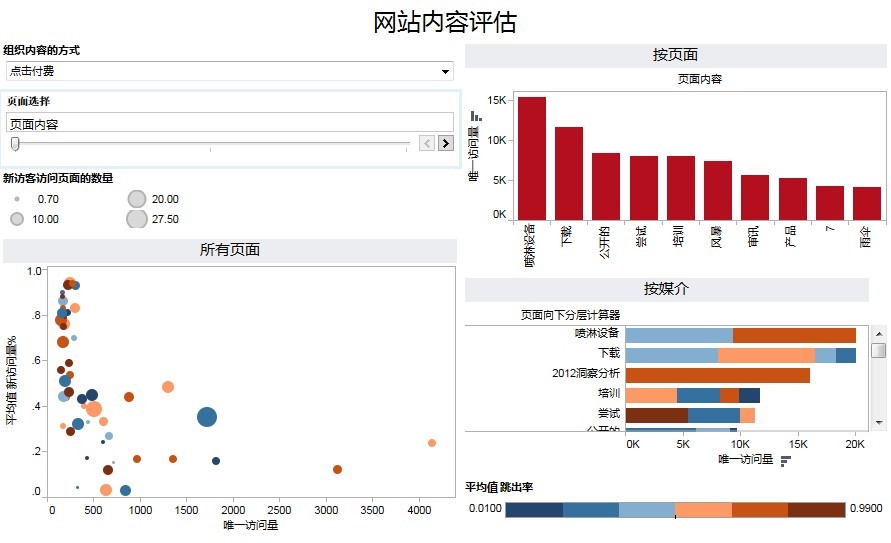 网站内容评估
组织内容的方式
点击付费
页面选择
页面内容
新访客访问页面的数量
0.70
20.00
10.00
27.50
所有页面
平均值 新访问量%
1.0
.8
.6
.4
.2
.0
0
500
1000
1500
2000
2500
3000
3500
4000
唯一访问量
按页面
页面内容
唯一访问量
15K
10K
5K
0K
喷淋设备
下载
公开的
尝试
培训
风暴
审讯
产品
7
雨伞
按媒介
页面向下分层计算器
喷淋设备
下载
2012洞察分析
培训
尝试
公开的
0K
5K
10K
15K
20K
唯一访问量
平均值 跳出率
0.0100
0.9900